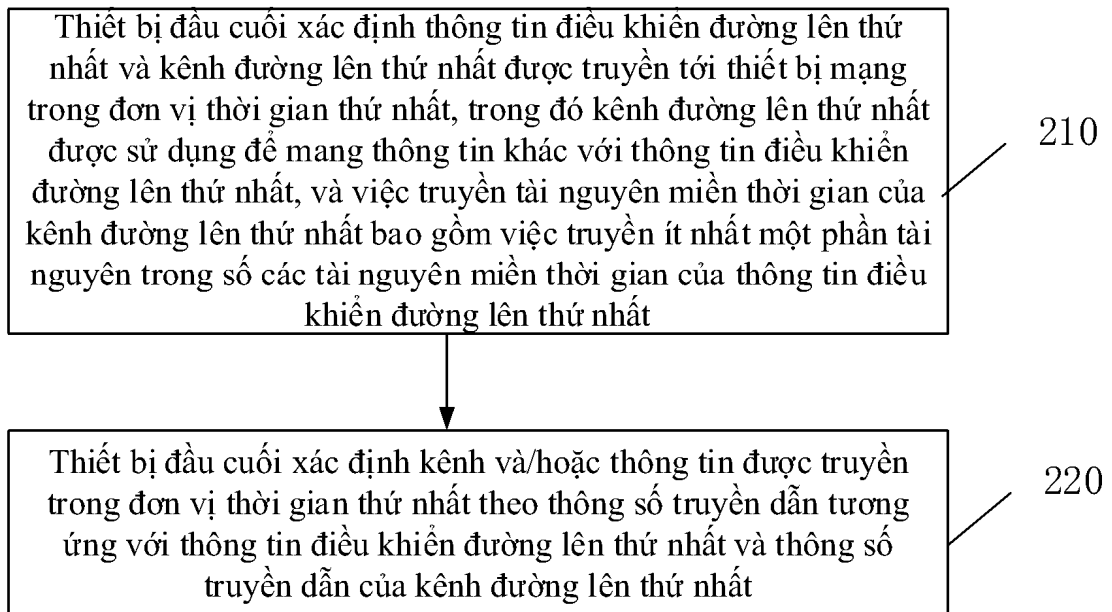 Thiết bị đầu cuối xác định thông tin điều khiển đường lên thứ
nhất và kênh đường lên thứ nhất được truyền tới thiết bị mạng
trong đơn vị thời gian thứ nhất, trong đó kênh đường lên thứ nhất
được sử dụng để mang thông tin khác với thông tin điều khiển
đường lên thứ nhất, và việc truyền tài nguyên miền thời gian của
kênh đường lên thứ nhất bao gồm việc truyền ít nhất một phần tài
nguyên trong số các tài nguyên miền thời gian của thông tin điều
khiển đường lên thứ nhất
210
Thiết bị đầu cuối xác định kênh và/hoặc thông tin được truyền
trong đơn vị thời gian thứ nhất theo thông số truyền dẫn tương
ứng với thông tin điều khiển đường lên thứ nhất và thông số
truyền dẫn của kênh đường lên thứ nhất
220